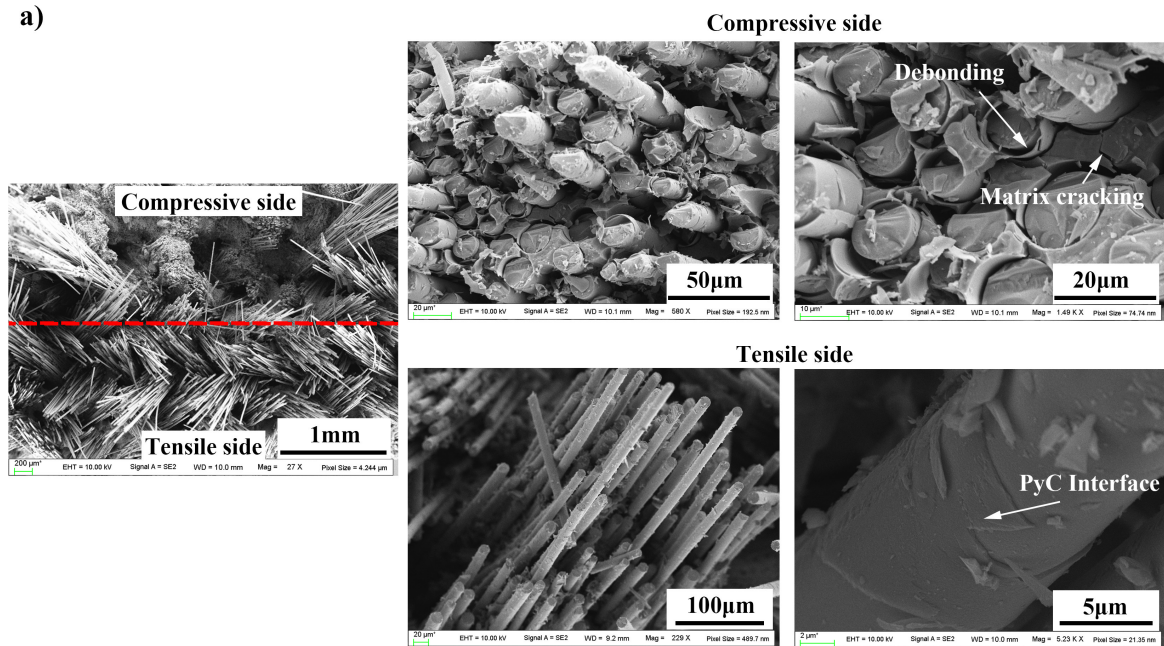 a)
Compressive side
Debonding
Matrix cracking
50μm
20μm
20 μm*
EHT = 10.00 kV Signal A = SE2 WD = 10.1 mm Mag = 580 X Pixel Size = 192.5 nm
10 μm*
EHT = 10.00 kV Signal A = SE2 WD = 10.1 mm Mag = 1.49 K X Pixel Size = 74.74 nm
Compressive side
Tensile side
1mm
200 μm*
EHT = 10.00 kV Signal A = SE2 WD = 10.0 mm Mag = 27 X Pixel Size = 4.244 μm
Tensile side
PyC Interface
100μm
5μm
20 μm*
EHT = 10.00 kV Signal A = SE2 WD = 9.2 mm Mag = 229 X Pixel Size = 489.7 nm
2 μm*
EHT = 10.00 kV Signal A = SE2 WD = 10.0 mm Mag = 5.23 K X Pixel Size = 21.35 nm